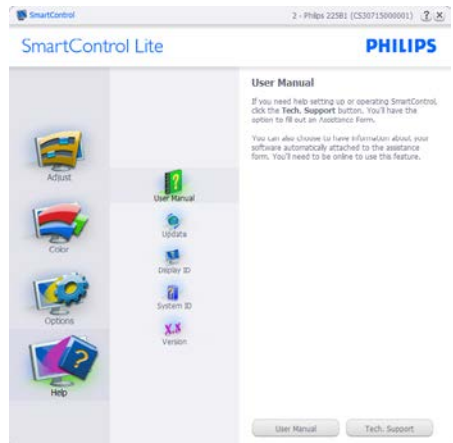 SmartControl
2 - Philips 225B1 (CS30715000001)
? X
SmartControl Lite
PHILIPS
Adjust
Color
Options
Help
User Manual
Update
Display ID
System ID
X.X
Version
User Manual
If you need help setting up or operating SmartControl,
click the Tech. Support button. You'll have the
option to fill out an Assistance Form.
You can also choose to have information about your
software automatically attached to the assistance
form. You'll need to be online to use this feature.
User Manual
Tech. Support